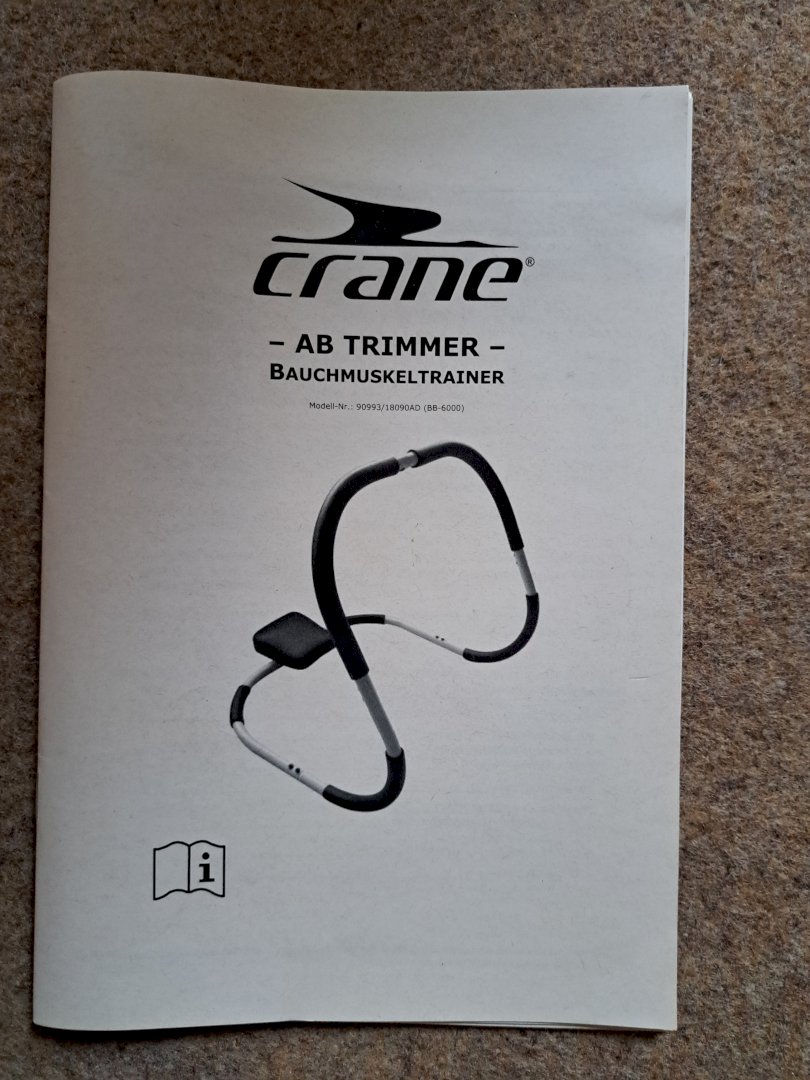 crane®
– AB TRIMMER –
BAUCHMUSKELTRAINER
Modell-Nr.: 90993/18090AD (BB-6000)
i